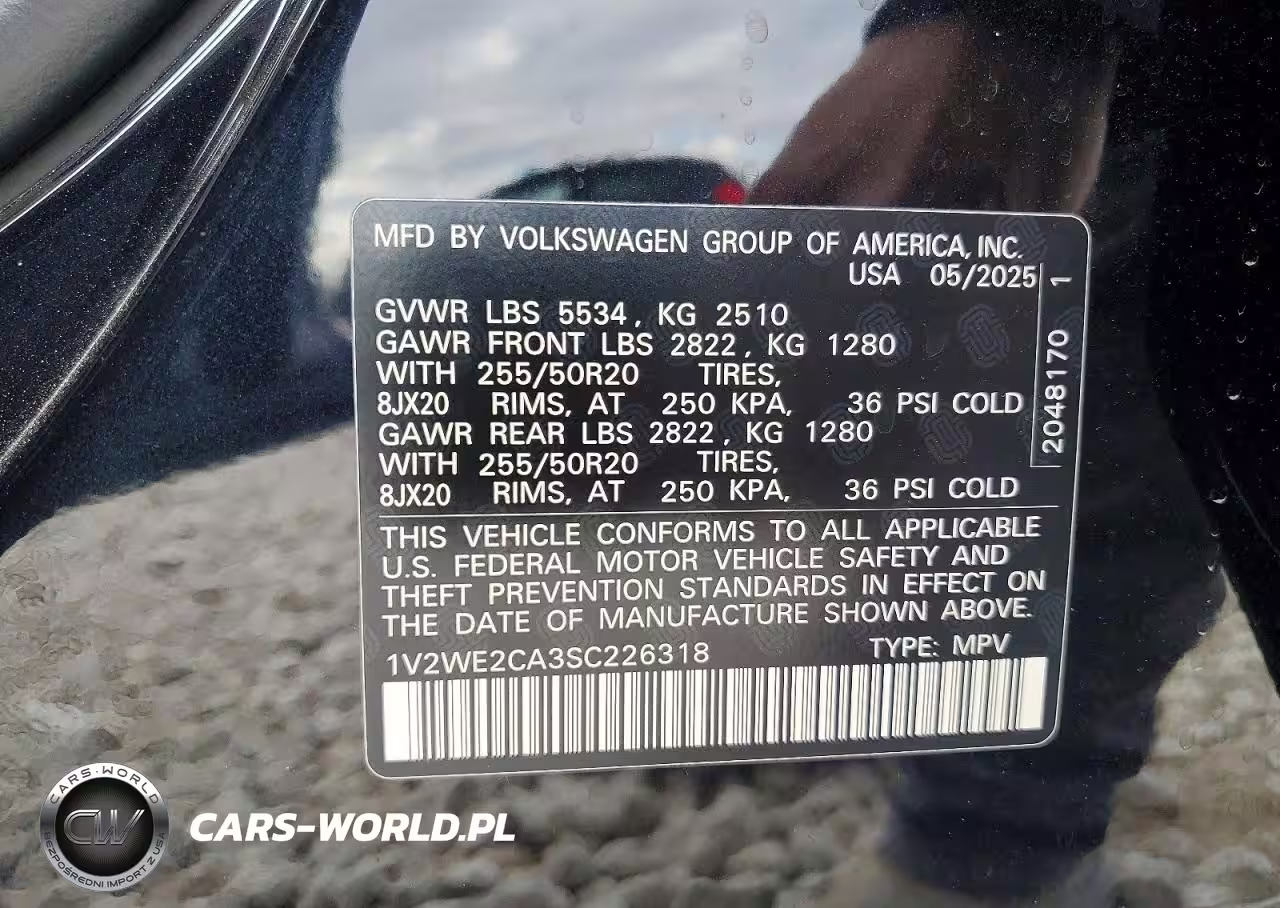 MFD BY VOLKSWAGEN GROUP OF AMERICA, INC.
USA 05/2025
GVWR LBS 5534, KG 2510
GAWR FRONT LBS 2822, KG 1280
WITH 255/50R20 TIRES,
8JX20 RIMS, AT 250 KPA, 36 PSI COLD
GAWR REAR LBS 2822, KG 1280
WITH 255/50R20 TIRES,
8JX20 RIMS, AT 250 KPA, 36 PSI COLD
2048170 1
THIS VEHICLE CONFORMS TO ALL APPLICABLE
U.S. FEDERAL MOTOR VEHICLE SAFETY AND
THEFT PREVENTION STANDARDS IN EFFECT ON
THE DATE OF MANUFACTURE SHOWN ABOVE.
1V2WE2CA3SC226318 TYPE: MPV
CARS-WORLD
CW
BEZPOŚREDNI IMPORT Z USA
CARS-WORLD.PL